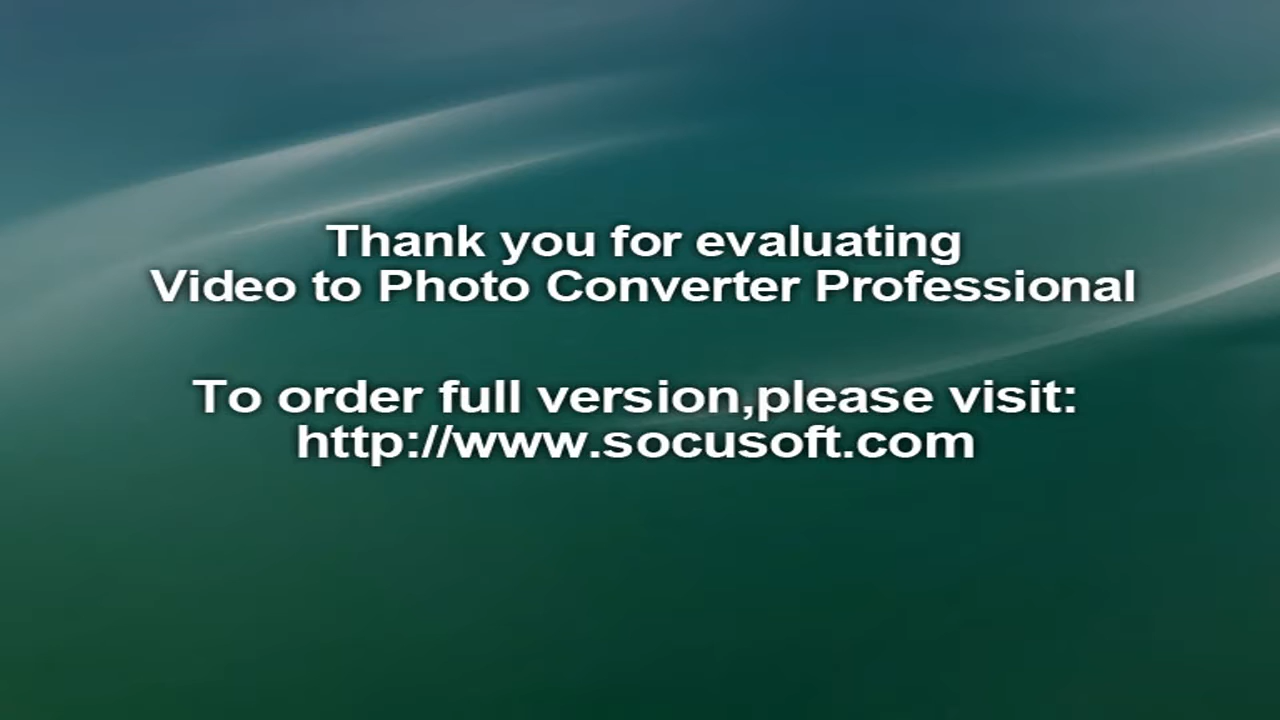 Thank you for evaluating
Video to Photo Converter Professional
To order full version,please visit:
http://www.socusoft.com